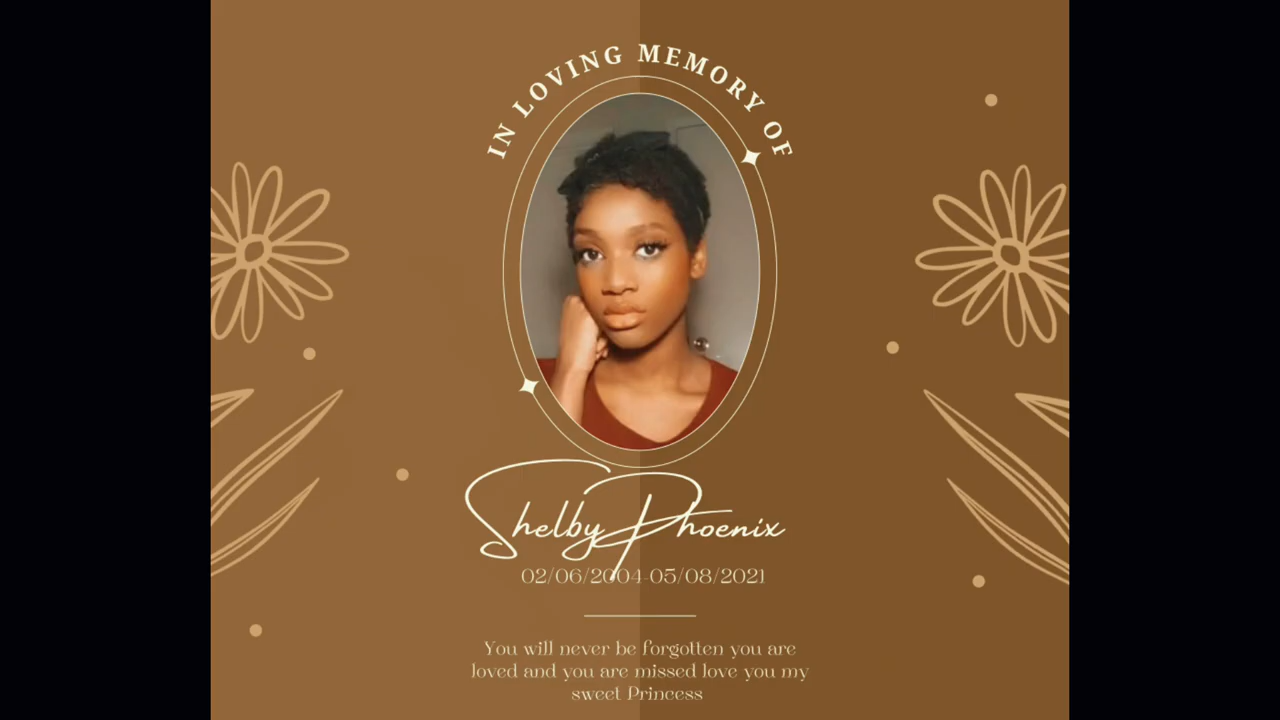 IN LOVING MEMORY OF
Shelby Phoenix
02/06/2004-05/08/2021
You will never be forgotten you are
loved and you are missed love you my
sweet Princess